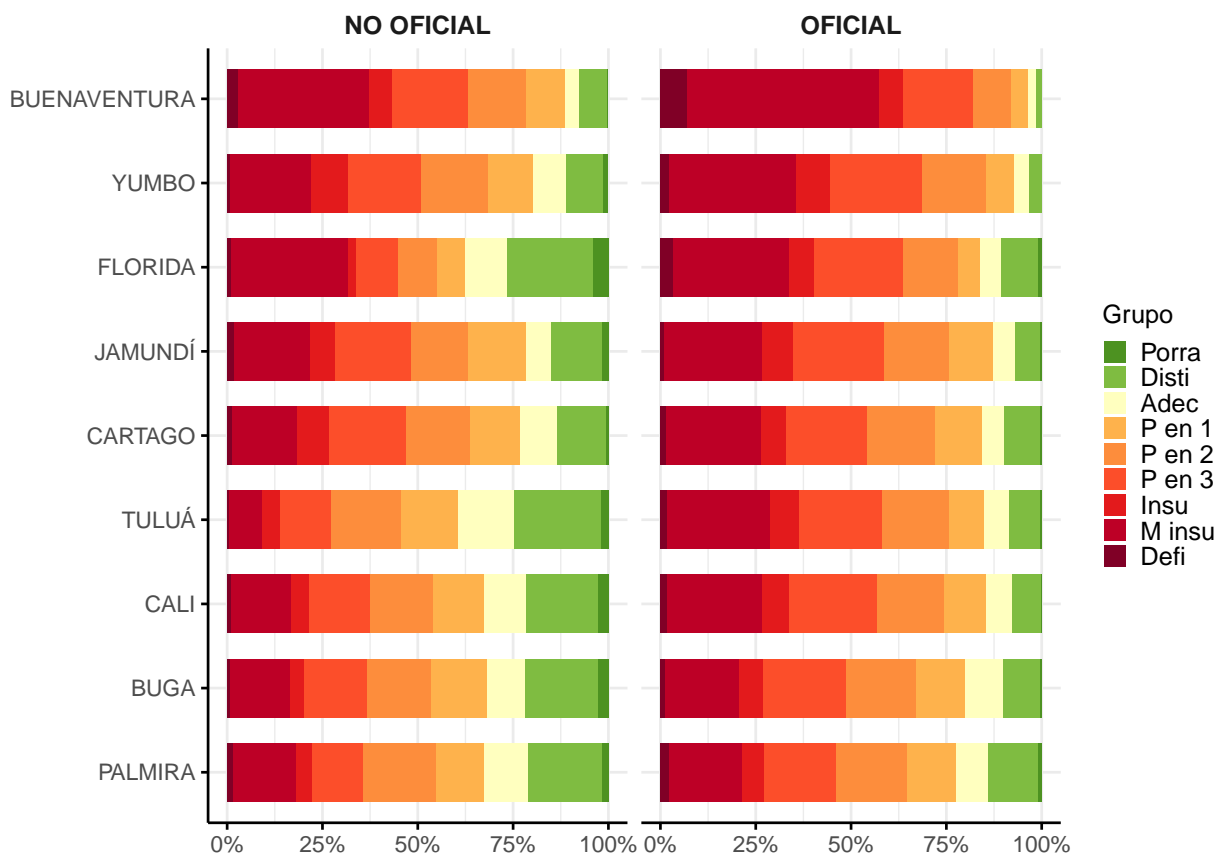 NO OFICIAL
OFICIAL
BUENAVENTURA
YUMBO
FLORIDA
JAMUNDÍ
CARTAGO
TULUÁ
CALI
BUGA
PALMIRA
0% 25% 50% 75% 100% 0% 25% 50% 75% 100%
Grupo
Porra
Disti
Adec
P en 1
P en 2
P en 3
Insu
M insu
Defi